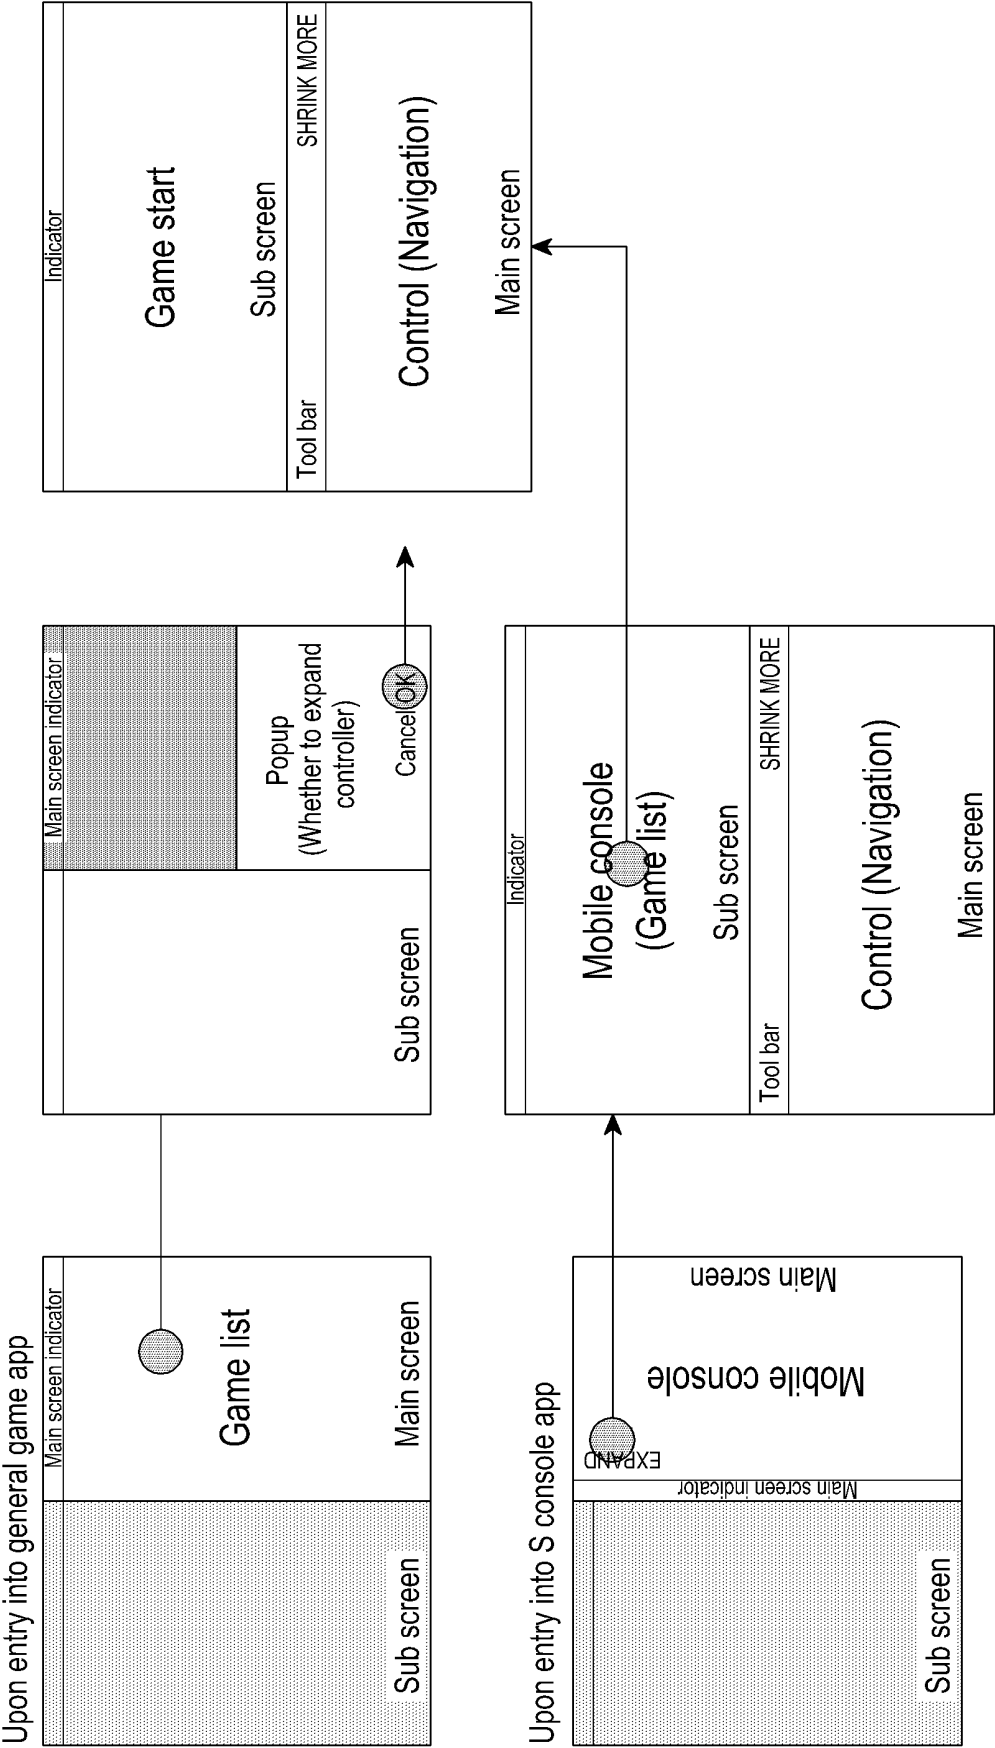 Upon entry into general game app
Main screen indicator
Game list
Main screen
Sub screen
Main screen indicator
Popup
(Whether to expand
controller)
Cancel OK
Sub screen
Indicator
Game start
Sub screen
Tool bar SHRINK MORE
Control (Navigation)
Main screen
Upon entry into S console app
Sub screen
Main screen indicator
EXPAND
Mobile console
Main screen
Indicator
Mobile console
(Game list)
Sub screen
Tool bar SHRINK MORE
Control (Navigation)
Main screen